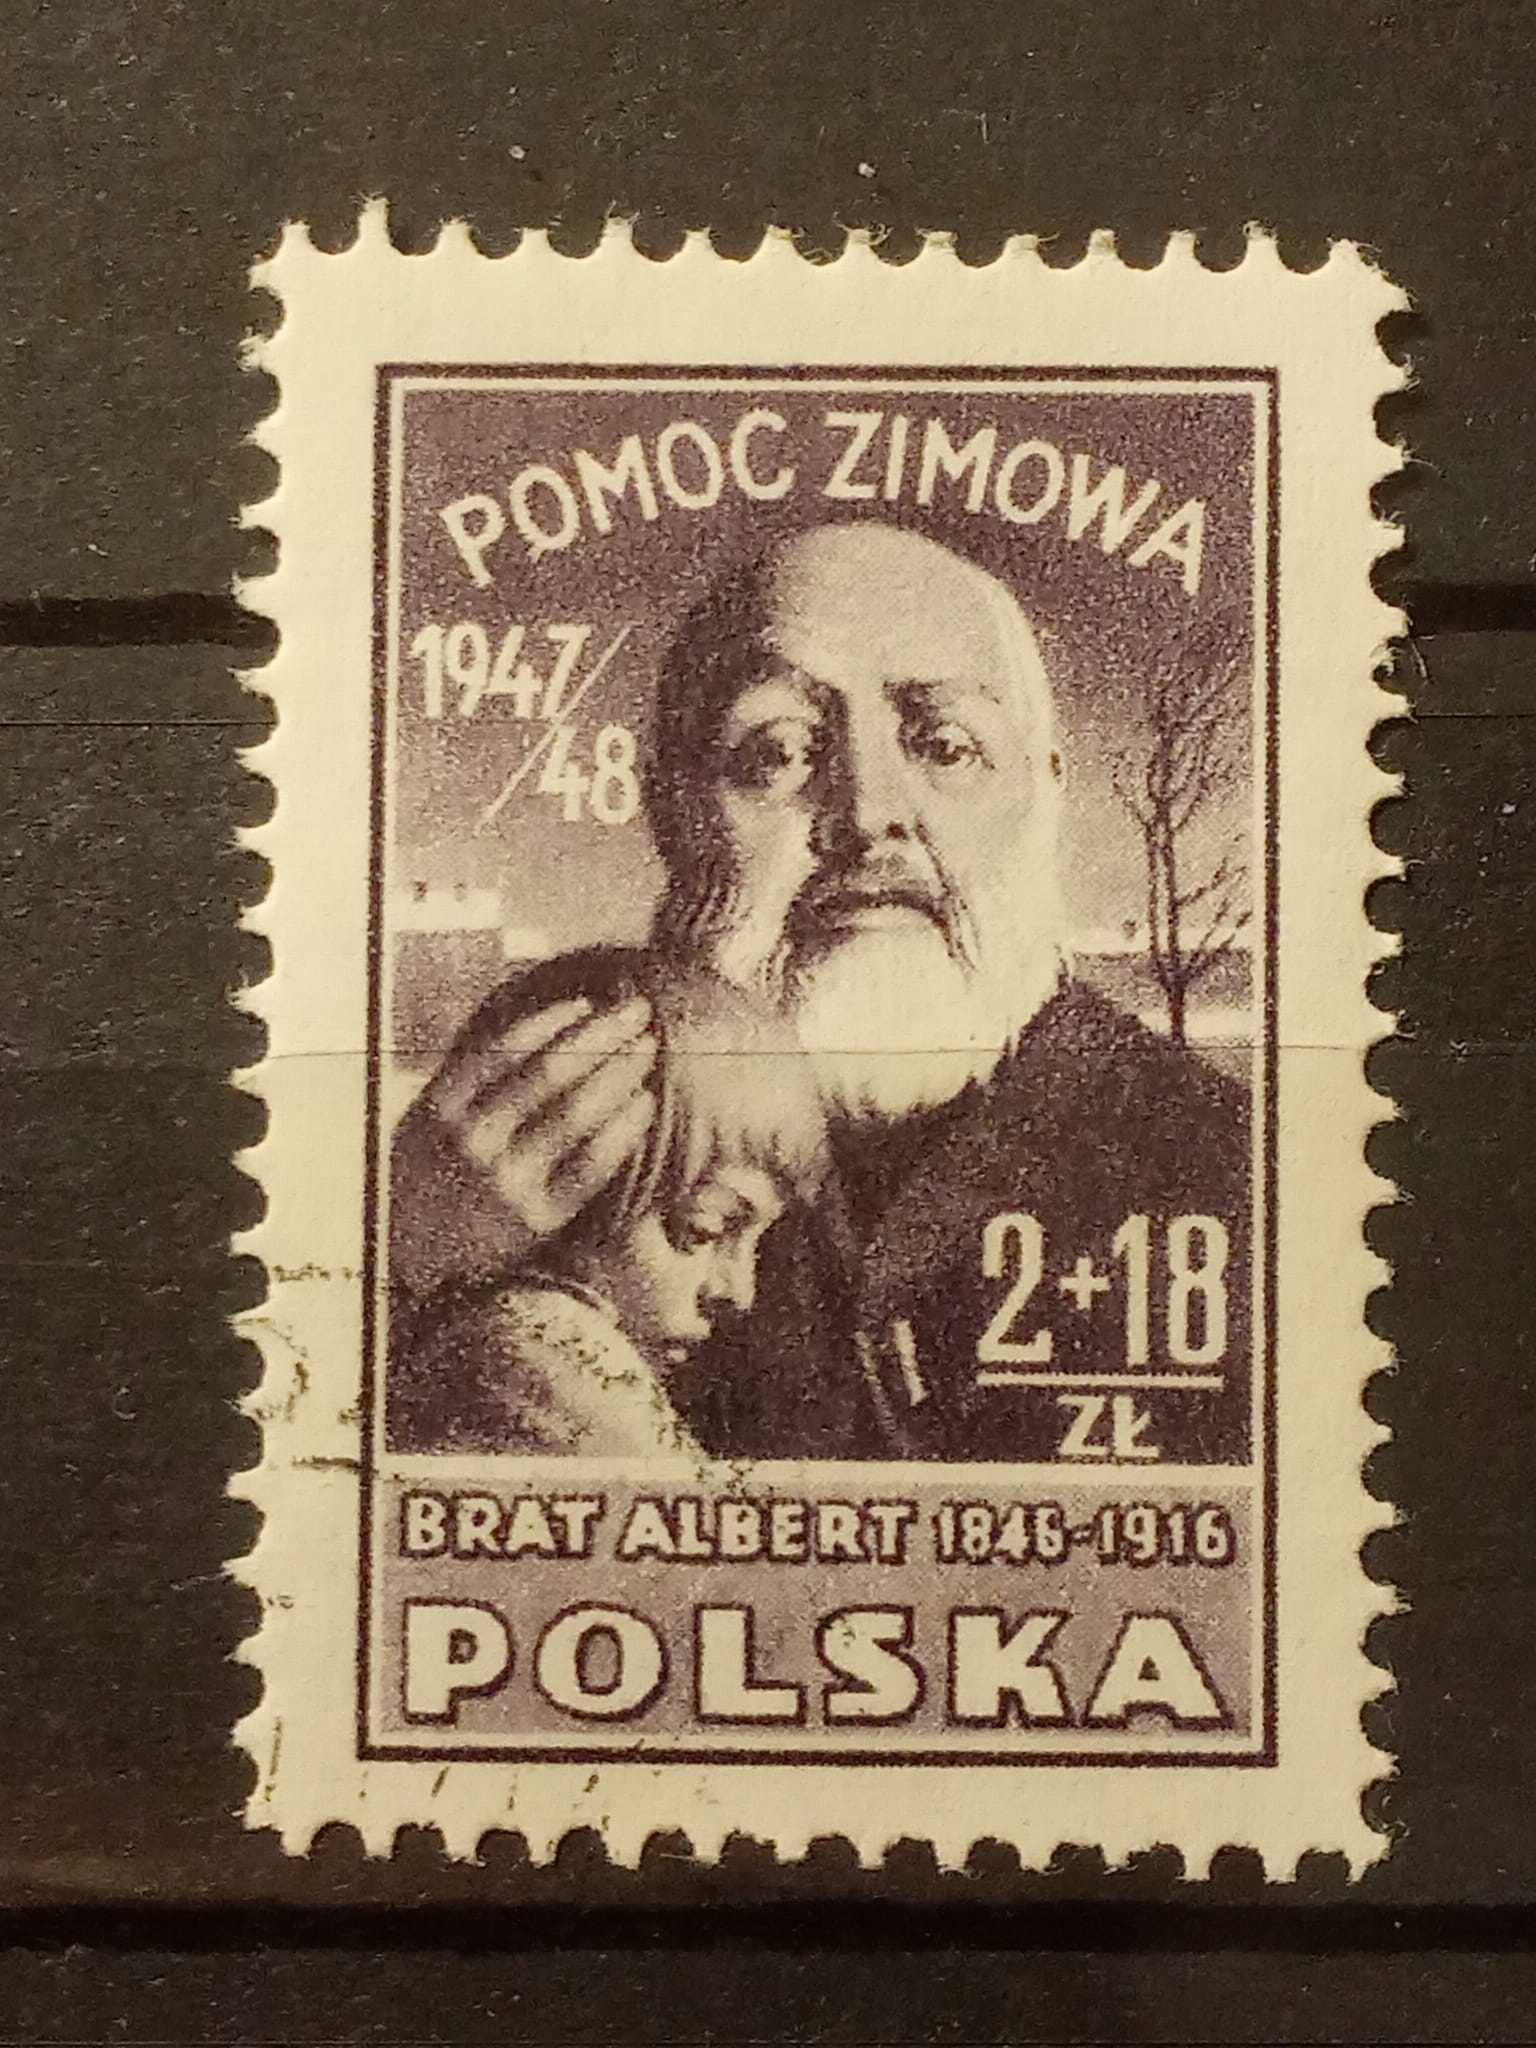 POMOC ZIMOWA
1947/
48
2+18
ZŁ
BRAT ALBERT 1846-1916
POLSKA